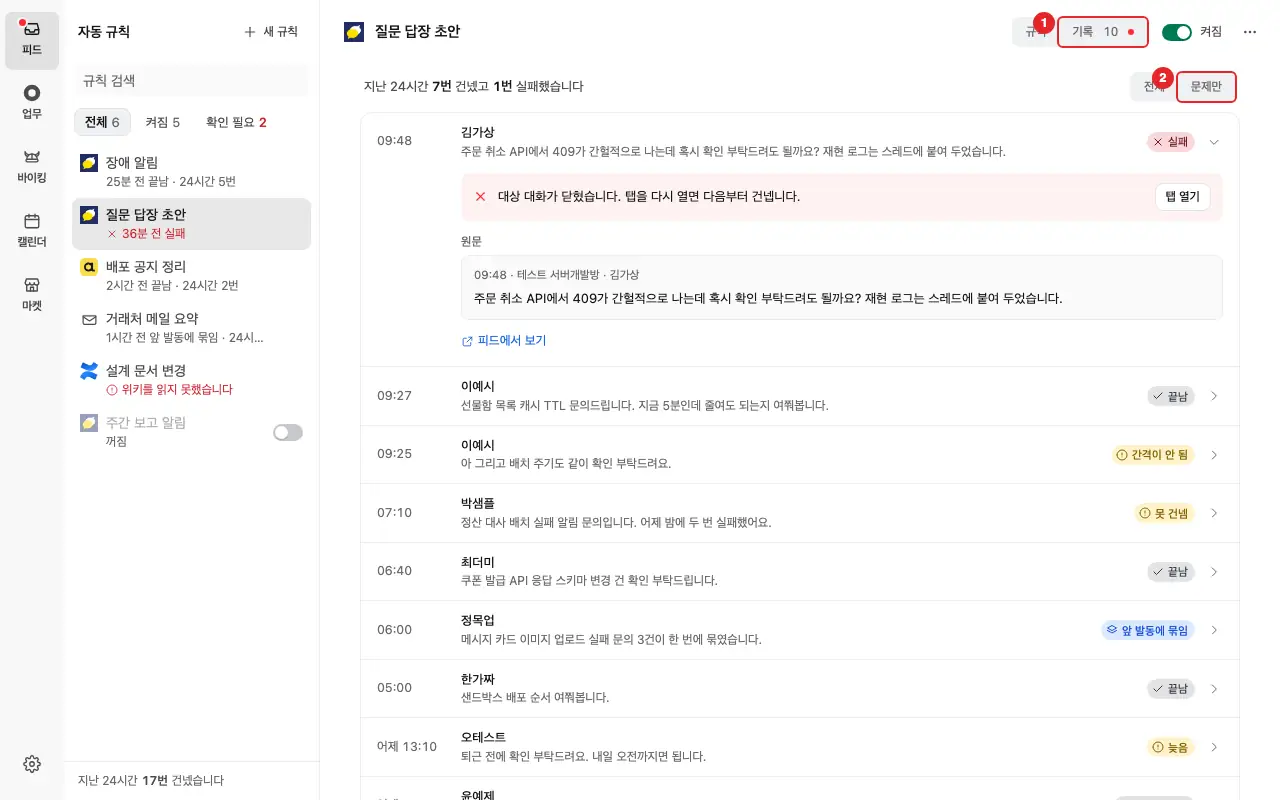 피드
업무
바이킹
캘린더
마켓
자동 규칙
새 규칙
규칙 검색
전체 6
켜짐 5
확인 필요 2
장애 알림
25분 전 끝남 · 24시간 5번
질문 답장 초안
36분 전 실패
배포 공지 정리
2시간 전 끝남 · 24시간 2번
거래처 메일 요약
1시간 전 앞 발동에 묶임 · 24시...
설계 문서 변경
위키를 읽지 못했습니다
주간 보고 알림
꺼짐
지난 24시간 17번 건넸습니다
질문 답장 초안
1
기록 10
켜짐
지난 24시간 7번 건넸고 1번 실패했습니다
2
문제만
09:48
김가상
주문 취소 API에서 409가 간헐적으로 나는데 혹시 확인 부탁드려도 될까요? 재현 로그는 스레드에 붙여 두었습니다.
실패
대상 대화가 닫혔습니다. 탭을 다시 열면 다음부터 건넵니다.
탭 열기
원문
09:48 · 테스트 서버개발방 · 김가상
주문 취소 API에서 409가 간헐적으로 나는데 혹시 확인 부탁드려도 될까요? 재현 로그는 스레드에 붙여 두었습니다.
피드에서 보기
09:27
이예시
선물함 목록 캐시 TTL 문의드립니다. 지금 5분인데 줄여도 되는지 여쭤봅니다.
끝남
09:25
이예시
아 그리고 배치 주기도 같이 확인 부탁드려요.
간격이 안 됨
07:10
박샘플
정산 대사 배치 실패 알림 문의입니다. 어제 밤에 두 번 실패했어요.
못 건넴
06:40
최더미
쿠폰 발급 API 응답 스키마 변경 건 확인 부탁드립니다.
끝남
06:00
정목업
메시지 카드 이미지 업로드 실패 문의 3건이 한 번에 묶였습니다.
앞 발동에 묶임
05:00
한가짜
샌드박스 배포 순서 여쭤봅니다.
끝남
어제 13:10
오테스트
퇴근 전에 확인 부탁드려요. 내일 오전까지면 됩니다.
늦음
윤예제